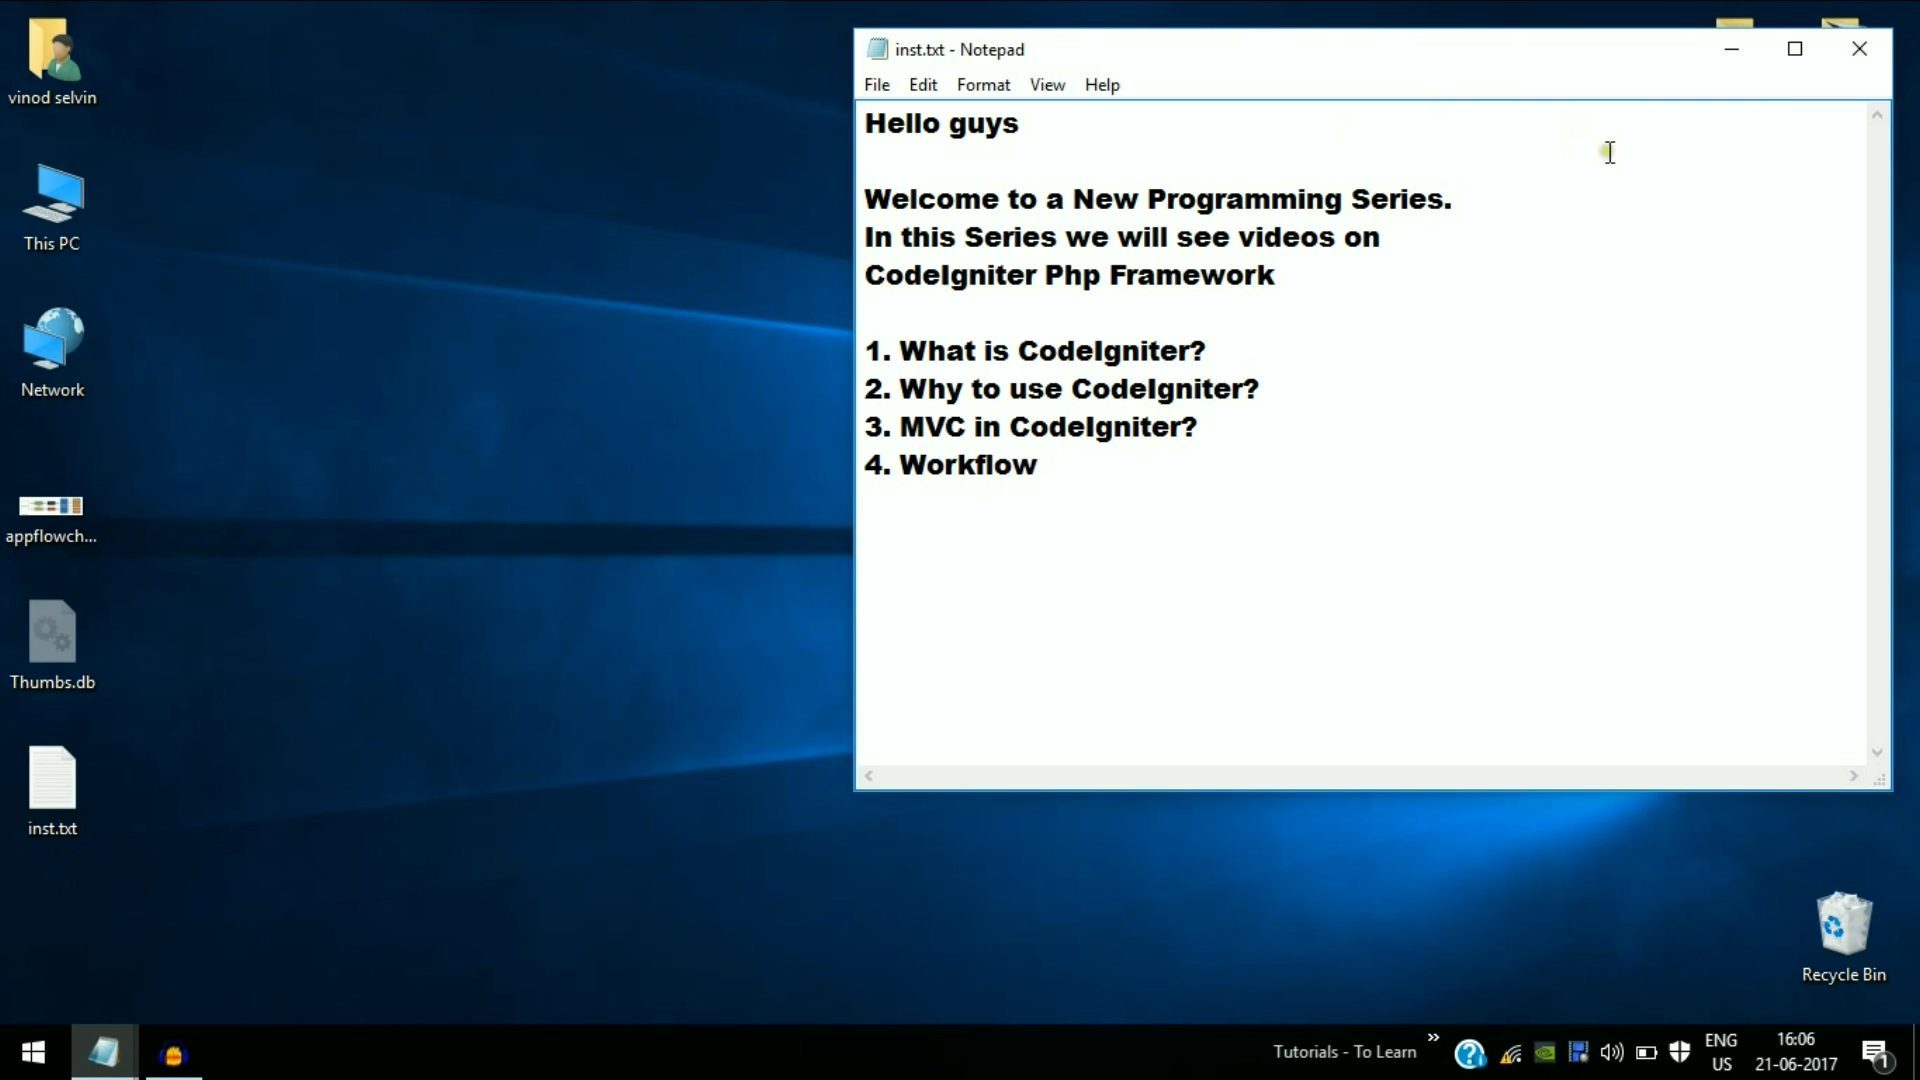 vinod selvin
This PC
Network
appflowch...
Thumbs.db
inst.txt
inst.txt - Notepad
File Edit Format View Help
Hello guys
Welcome to a New Programming Series.
In this Series we will see videos on
CodeIgniter Php Framework
1. What is CodeIgniter?
2. Why to use CodeIgniter?
3. MVC in CodeIgniter?
4. Workflow
Recycle Bin
Tutorials - To Learn
ENG
US
16:06
21-06-2017
1